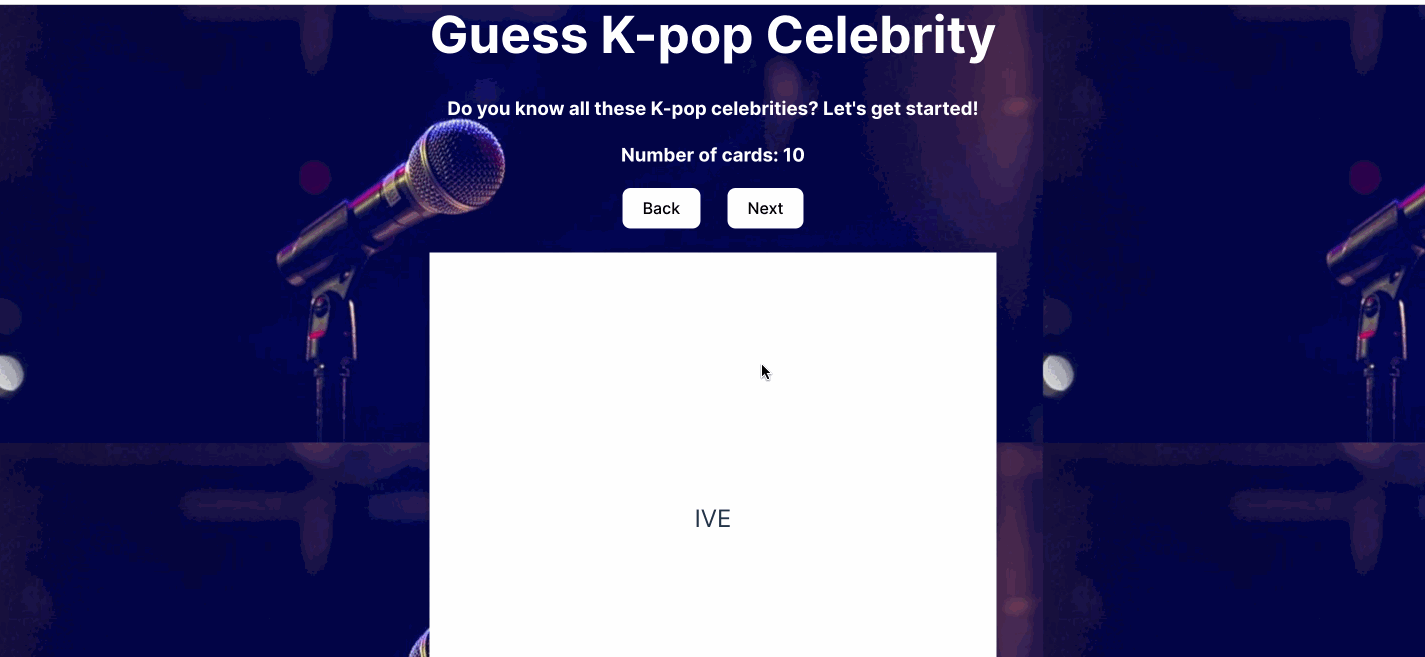 Guess K-pop Celebrity
Do you know all these K-pop celebrities? Let's get started!
Number of cards: 10
Back Next
IVE